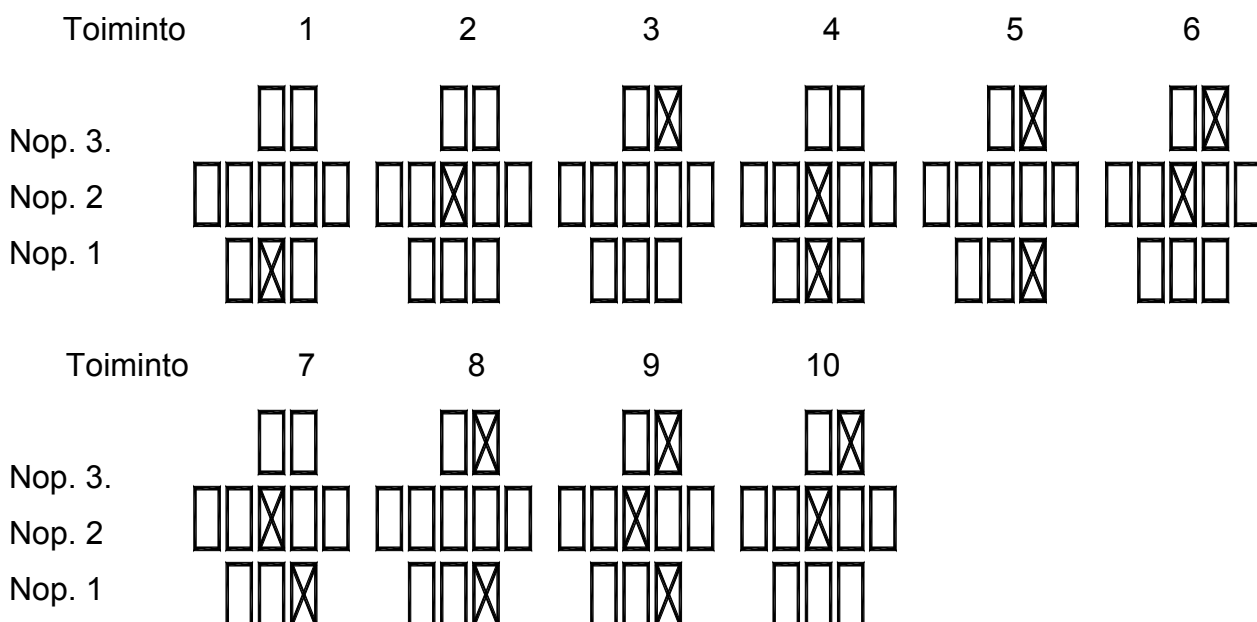 Toiminto 1 2 3 4 5 6
Nop. 3.
Nop. 2
Nop. 1
Toiminto 7 8 9 10
Nop. 3.
Nop. 2
Nop. 1